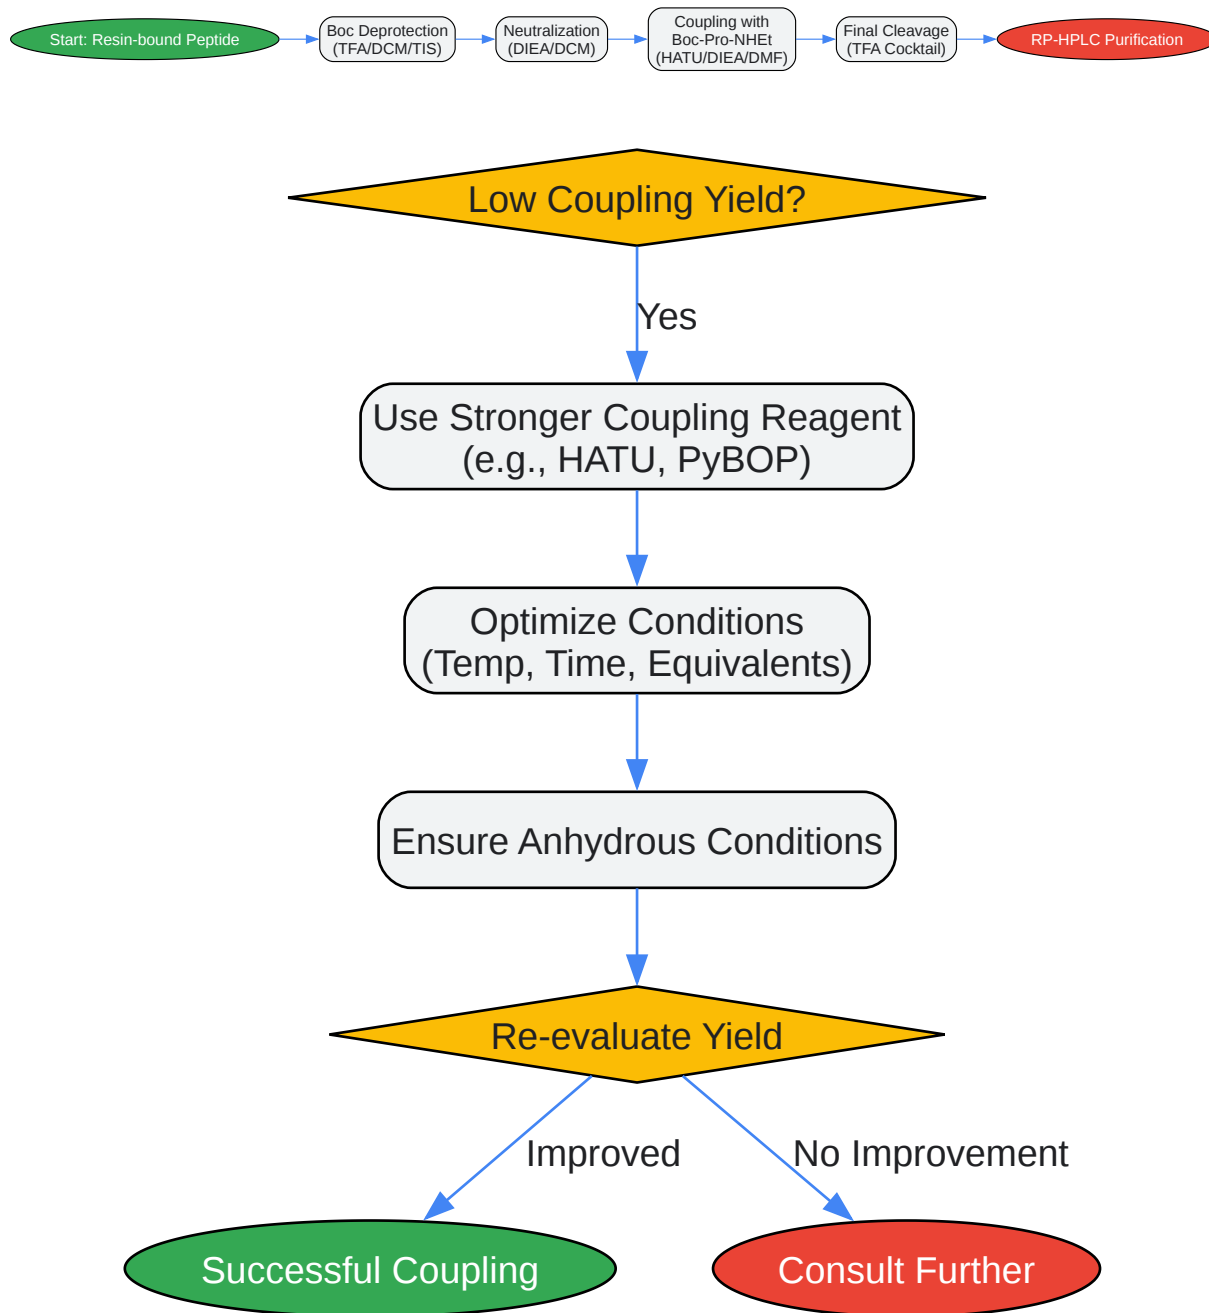 Start: Resin-bound Peptide
Boc Deprotection
(TFA/DCM/TIS)
Neutralization
(DIEA/DCM)
Coupling with
Boc-Pro-NHEt
(HATU/DIEA/DMF)
Final Cleavage
(TFA Cocktail)
RP-HPLC Purification
Low Coupling Yield?
Yes
Use Stronger Coupling Reagent
(e.g., HATU, PyBOP)
Optimize Conditions
(Temp, Time, Equivalents)
Ensure Anhydrous Conditions
Re-evaluate Yield
Improved
No Improvement
Successful Coupling
Consult Further